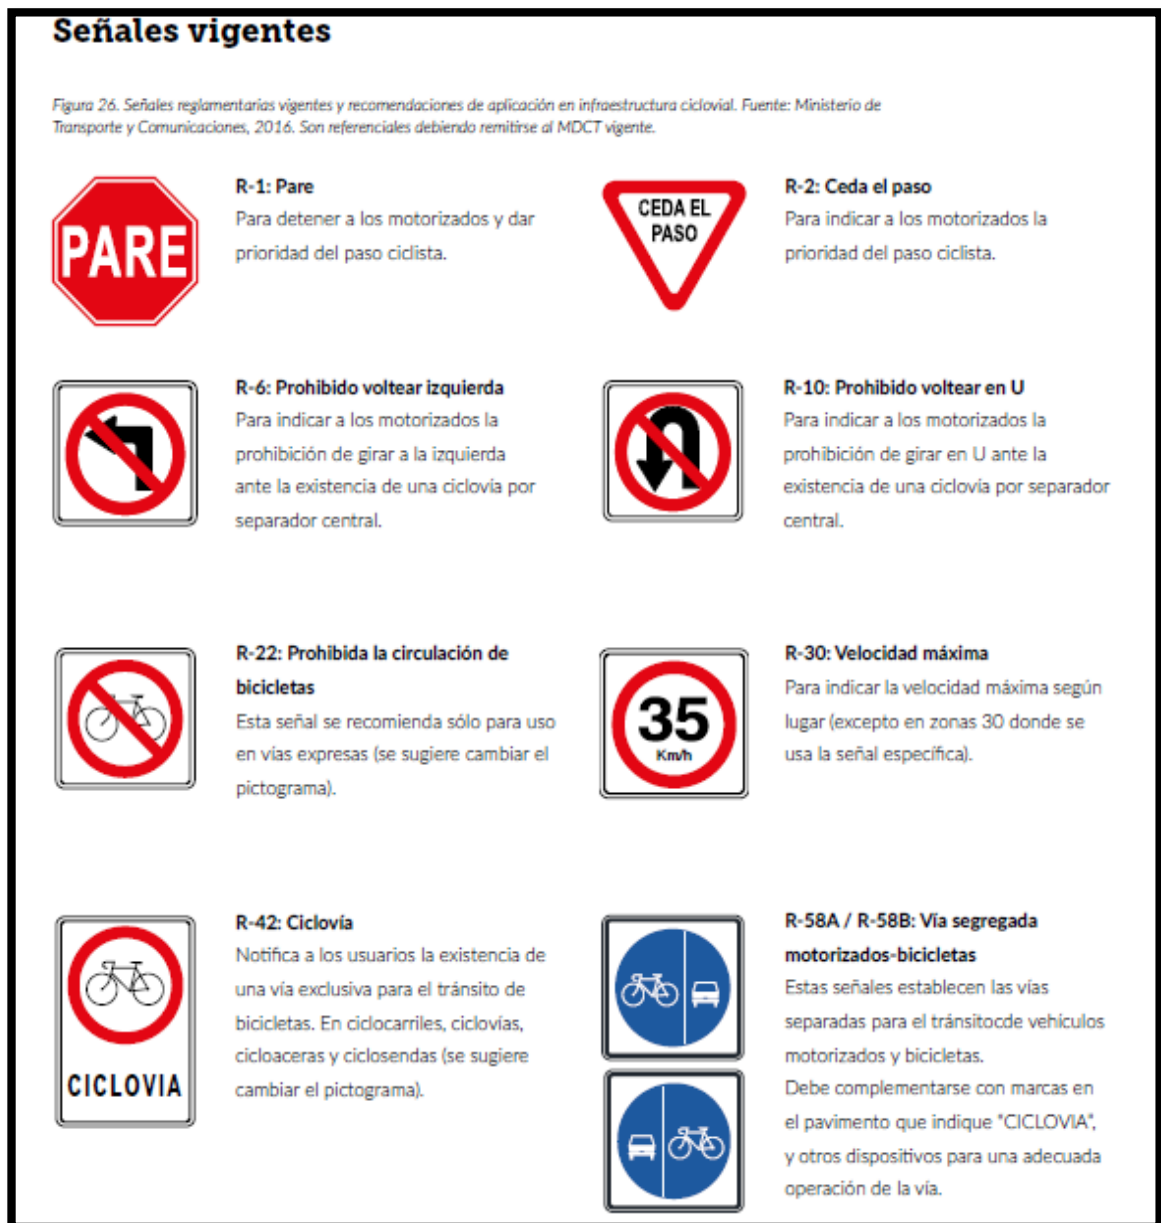 Señales vigentes
Figura 26. Señales reglamentarias vigentes y recomendaciones de aplicación en infraestructura ciclovial. Fuente: Ministerio de
Transporte y Comunicaciones, 2016. Son referenciales debiendo remitirse al MDCT vigente.
PARE
R-1: Pare
Para detener a los motorizados y dar
prioridad del paso ciclista.
CEDA EL
PASO
R-2: Ceda el paso
Para indicar a los motorizados la
prioridad del paso ciclista.
R-6: Prohibido voltear izquierda
Para indicar a los motorizados la
prohibición de girar a la izquierda
ante la existencia de una ciclovía por
separador central.
R-10: Prohibido voltear en U
Para indicar a los motorizados la
prohibición de girar en U ante la
existencia de una ciclovía por separador
central.
R-22: Prohibida la circulación de
bicicletas
Esta señal se recomienda sólo para uso
en vías expresas (se sugiere cambiar el
pictograma).
35
Km/h
R-30: Velocidad máxima
Para indicar la velocidad máxima según
lugar (excepto en zonas 30 donde se
usa la señal específica).
CICLOVIA
R-42: Ciclovía
Notifica a los usuarios la existencia de
una vía exclusiva para el tránsito de
bicicletas. En ciclocarriles, ciclovías,
cicloaceras y ciclosendas (se sugiere
cambiar el pictograma).
R-58A / R-58B: Vía segregada
motorizados-bicicletas
Estas señales establecen las vías
separadas para el tránsitocde vehículos
motorizados y bicicletas.
Debe complementarse con marcas en
el pavimento que indique "CICLOVIA",
y otros dispositivos para una adecuada
operación de la vía.